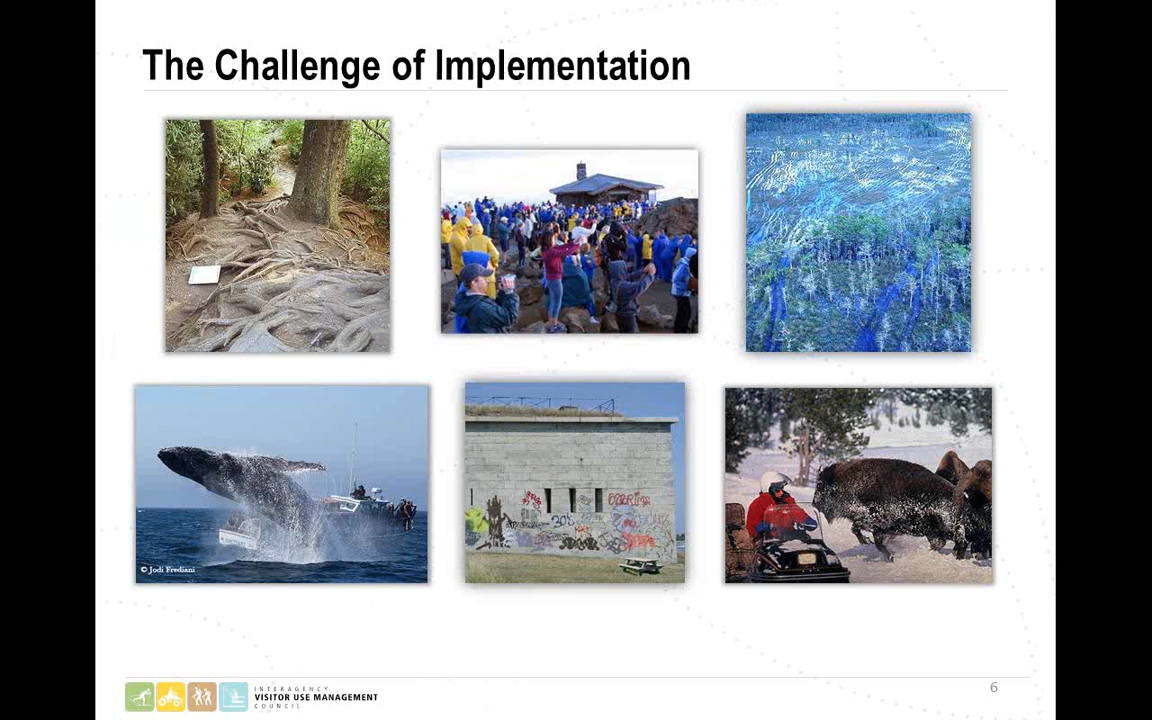 The Challenge of Implementation
© Jodi Frediani
INTERAGENCY
VISITOR USE MANAGEMENT
COUNCIL
6